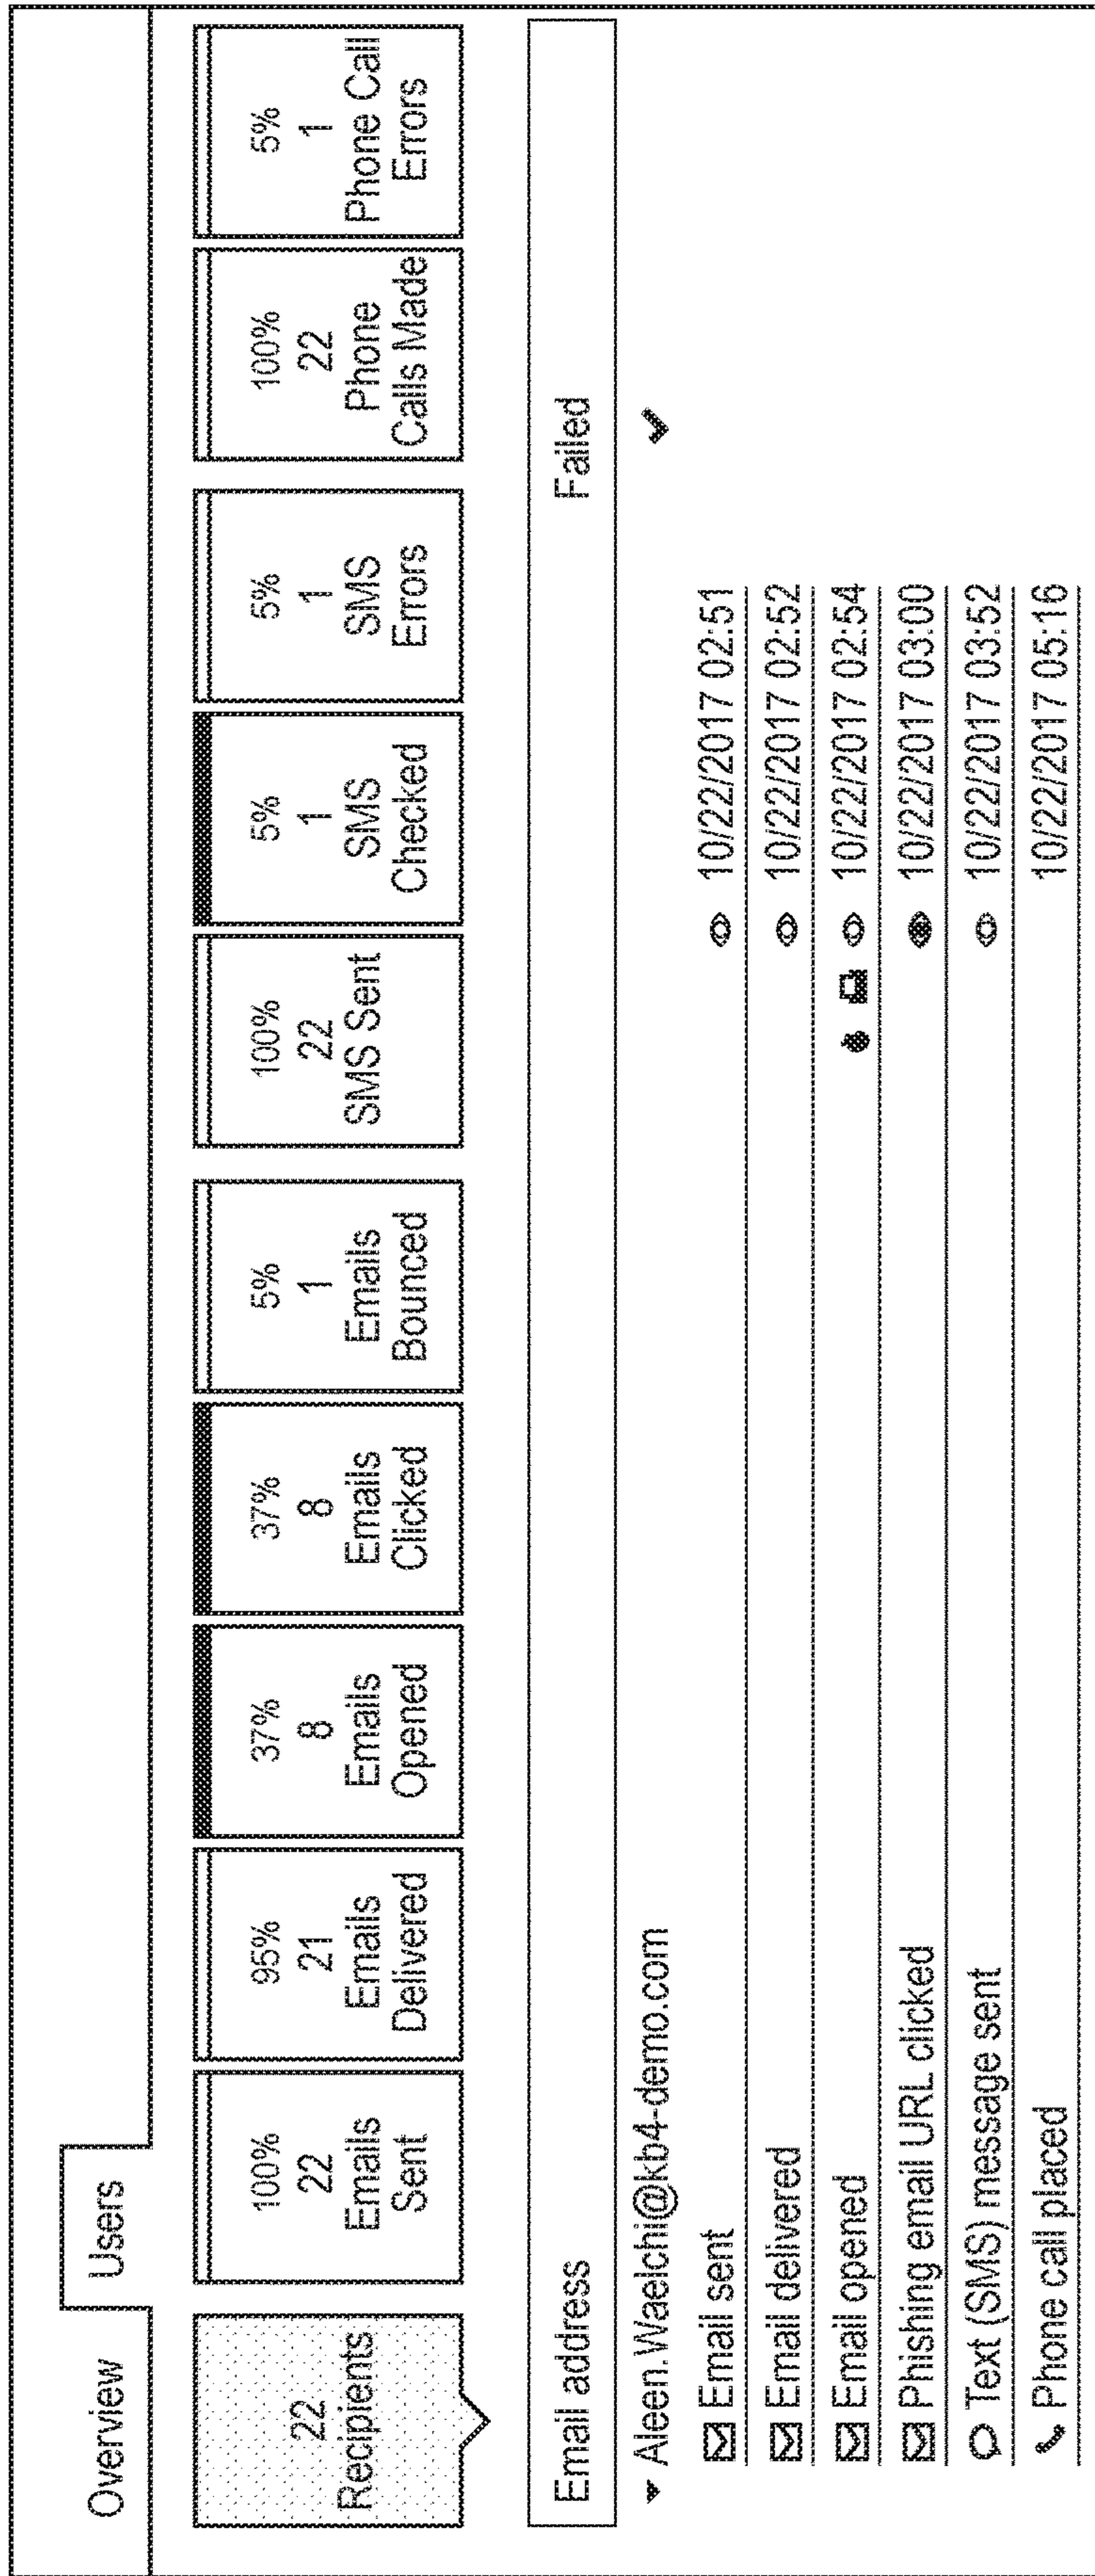 Overview
Users
22
Recipients
100%
22
Emails
Sent
95%
21
Emails
Delivered
37%
8
Emails
Opened
37%
8
Emails
Clicked
5%
1
Emails
Bounced
100%
22
SMS Sent
5%
1
SMS
Checked
5%
1
SMS
Errors
100%
22
Phone
Calls Made
5%
1
Phone Call
Errors
Email address
Failed
Aleen.Waelchi@kb4-demo.com
Email sent 10/22/2017 02:51
Email delivered 10/22/2017 02:52
Email opened 10/22/2017 02:54
Phishing email URL clicked 10/22/2017 03:00
Text (SMS) message sent 10/22/2017 03:52
Phone call placed 10/22/2017 05:16